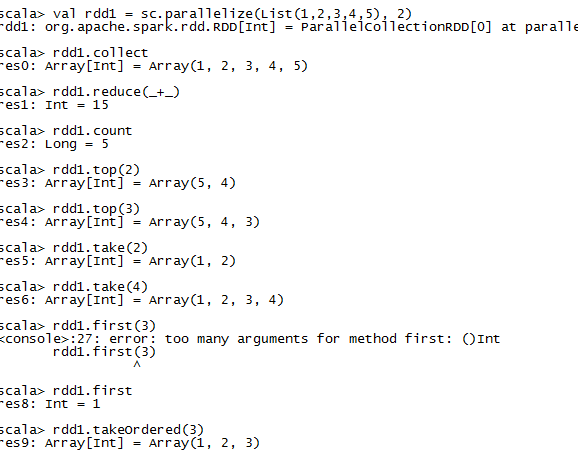 scala> val rdd1 = sc.parallelize(List(1,2,3,4,5), 2)
rdd1: org.apache.spark.rdd.RDD[Int] = ParallelCollectionRDD[0] at paralle
scala> rdd1.collect
res0: Array[Int] = Array(1, 2, 3, 4, 5)
scala> rdd1.reduce(_+_)
res1: Int = 15
scala> rdd1.count
res2: Long = 5
scala> rdd1.top(2)
res3: Array[Int] = Array(5, 4)
scala> rdd1.top(3)
res4: Array[Int] = Array(5, 4, 3)
scala> rdd1.take(2)
res5: Array[Int] = Array(1, 2)
scala> rdd1.take(4)
res6: Array[Int] = Array(1, 2, 3, 4)
scala> rdd1.first(3)
<console>:27: error: too many arguments for method first: ()Int
rdd1.first(3)
^
scala> rdd1.first
res8: Int = 1
scala> rdd1.takeOrdered(3)
res9: Array[Int] = Array(1, 2, 3)